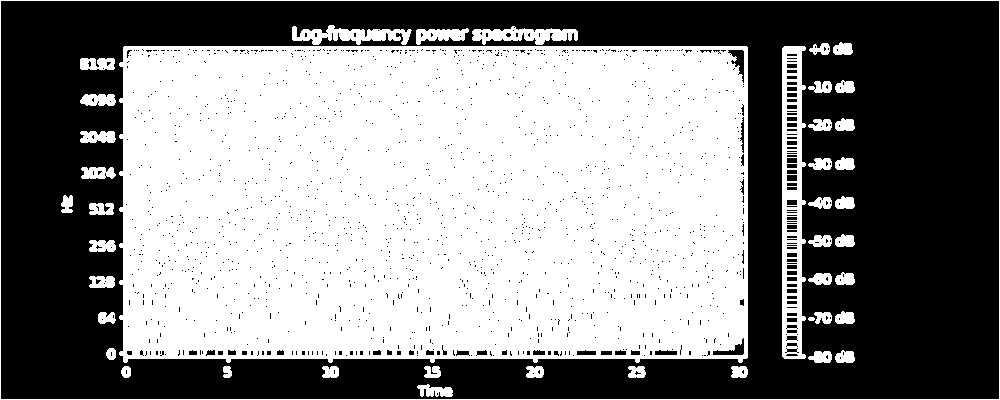 Log-frequency power spectrogram
8192
4096
2048
1024
512
256
128
64
0
Hz
0 5 10 15 20 25 30
Time
+0 dB
-10 dB
-20 dB
-30 dB
-40 dB
-50 dB
-60 dB
-70 dB
-80 dB